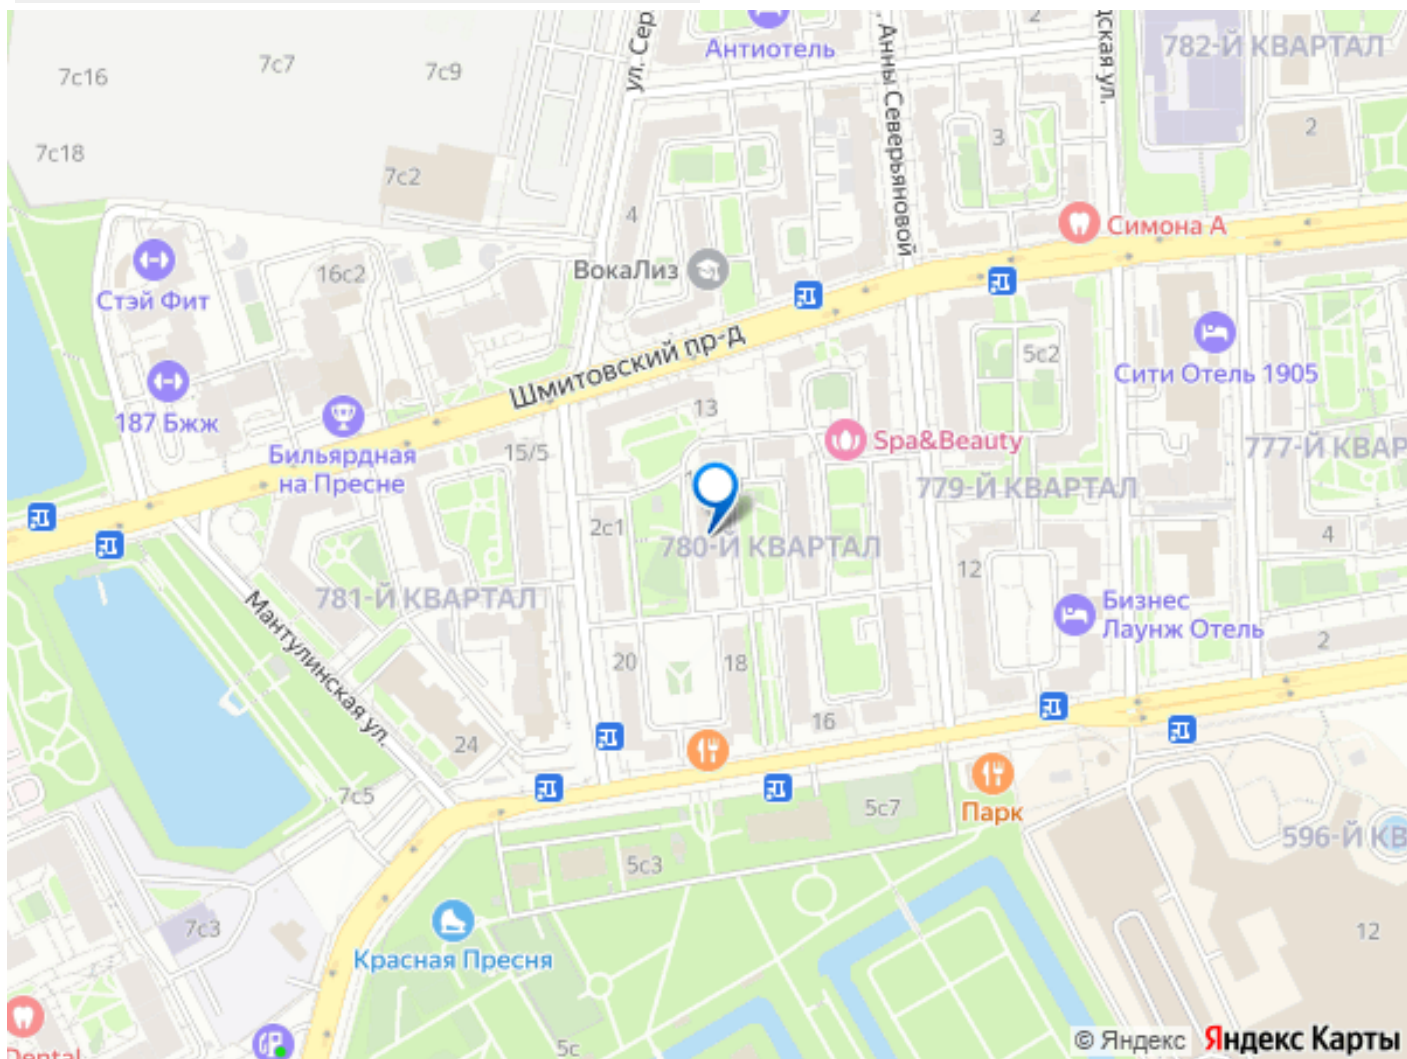 7с16
7с7
7с9
ул. Сер
Антиотель
2
Анны Северьяновой
дская ул.
782-Й КВАРТАЛ
7с18
7с2
3
2
4
Симона А
ВокаЛиз
16с2
Стэй Фит
Шмитовский пр-д
5с2
Сити Отель 1905
187 Бжж
13
Бильярдная
на Пресне
15/5
Spa&Beauty
777-Й КВАР
779-Й КВАРТАЛ
2с1
780-Й КВАРТАЛ
4
12
781-Й КВАРТАЛ
Бизнес
Лаунж Отель
Мантулинская ул.
2
20
18
16
24
7с5
5с7
Парк
596-Й КВ
5с3
7с3
12
Красная Пресня
5с
Dental
© Яндекс Яндекс Карты